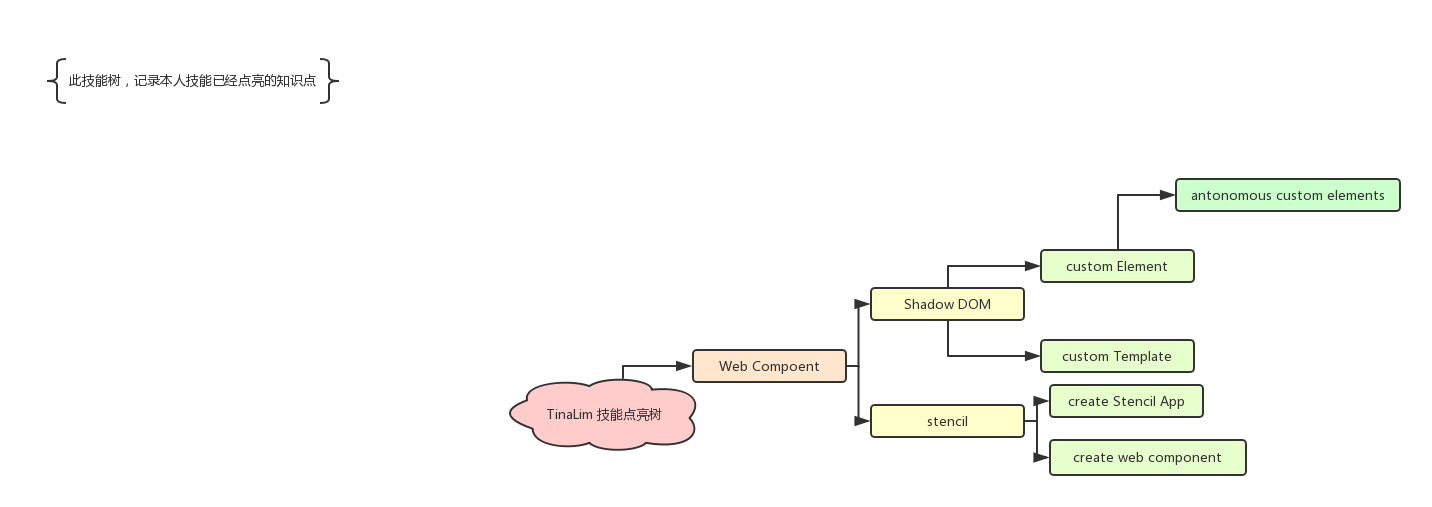 此技能树，记录本人技能已经点亮的知识点
antonomous custom elements
custom Element
Shadow DOM
custom Template
Web Compoent
create Stencil App
TinaLim 技能点亮树
stencil
create web component